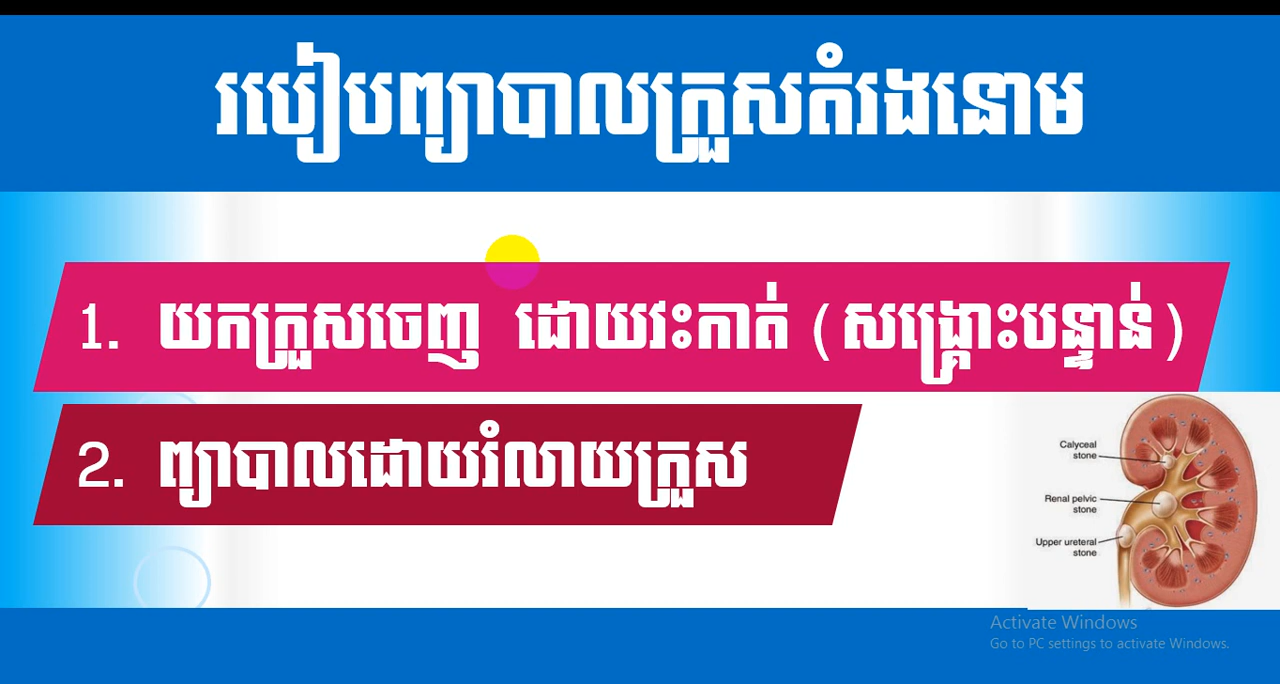 របៀបព្យាបាលក្រួសតំរងនោម
1. យកក្រួសចេញ ដោយវះកាត់ (សង្គ្រោះបន្ទាន់)
2. ព្យាបាលដោយរំលាយក្រួស
Calyceal
stone
Renal pelvic
stone
Upper ureteral
stone
Activate Windows
Go to PC settings to activate Windows.